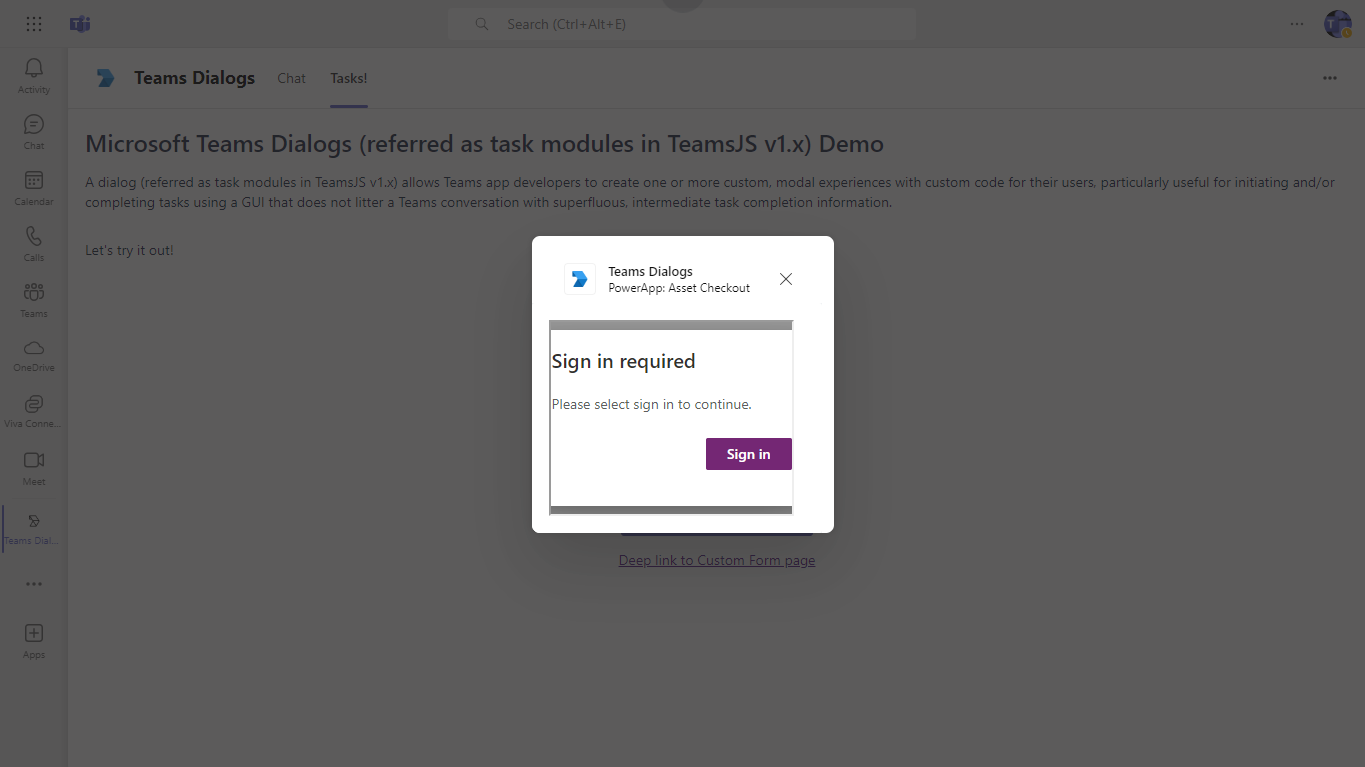 Search (Ctrl+Alt+E)
Activity
Chat
Calendar
Calls
Teams
OneDrive
Viva Conne...
Meet
Teams Dial...
Apps
Teams Dialogs
Chat
Tasks!
Microsoft Teams Dialogs (referred as task modules in TeamsJS v1.x) Demo
A dialog (referred as task modules in TeamsJS v1.x) allows Teams app developers to create one or more custom, modal experiences with custom code for their users, particularly useful for initiating and/or
completing tasks using a GUI that does not litter a Teams conversation with superfluous, intermediate task completion information.
Let's try it out!
Teams Dialogs
PowerApp: Asset Checkout
Sign in required
Please select sign in to continue.
Sign in
Deep link to Custom Form page